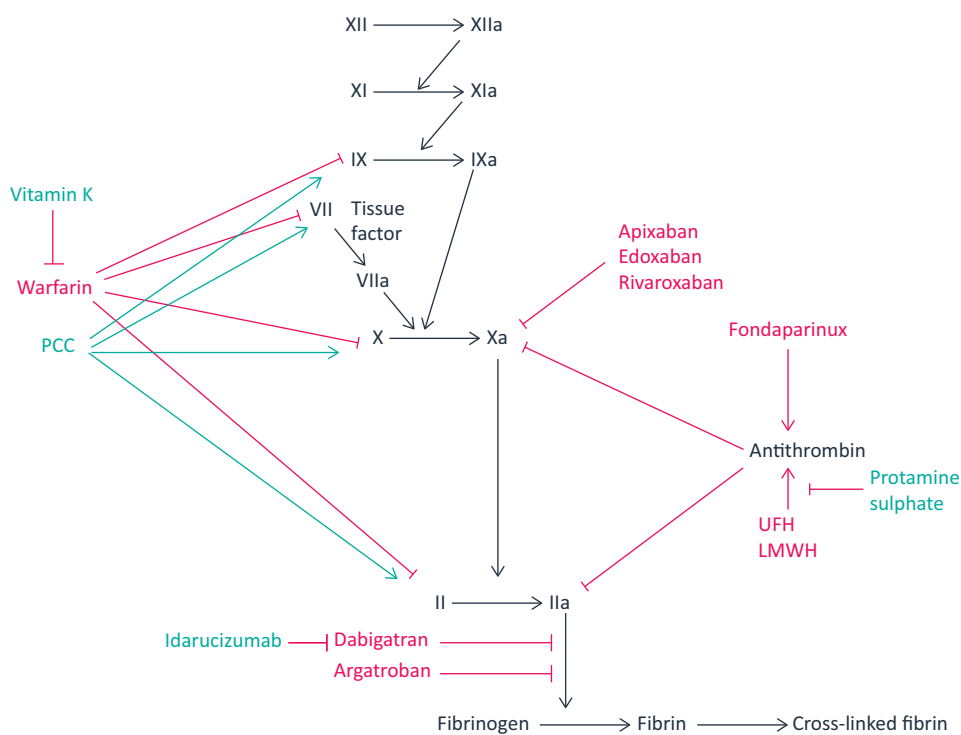 XII XIIa
XI XIa
IX IXa
Vitamin K
VII Tissue
factor
Apixaban
Edoxaban
Rivaroxaban
Warfarin
VIIa
PCC
X Xa
Fondaparinux
Antithrombin
Protamine
sulphate
UFH
LMWH
II IIa
Idarucizumab Dabigatran
Argatroban
Fibrinogen Fibrin Cross-linked fibrin